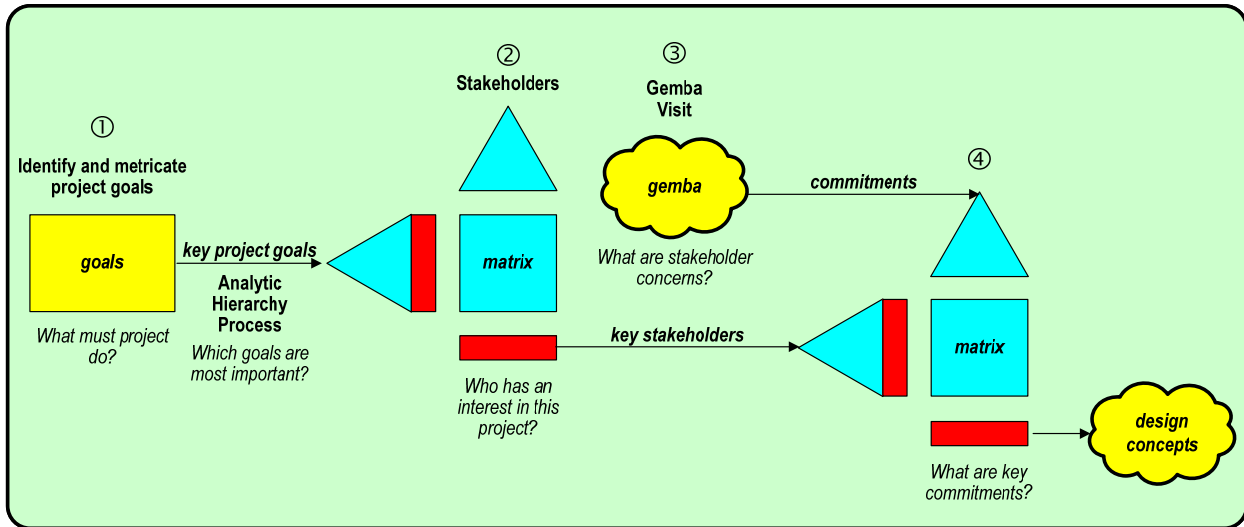 ①
Identify and metricate
project goals
goals
What must project
do?
key project goals
Analytic
Hierarchy
Process
Which goals are
most important?
②
Stakeholders
matrix
Who has an
interest in this
project?
③
Gemba
Visit
gemba
What are stakeholder
concerns?
commitments
key stakeholders
④
matrix
What are key
commitments?
design
concepts